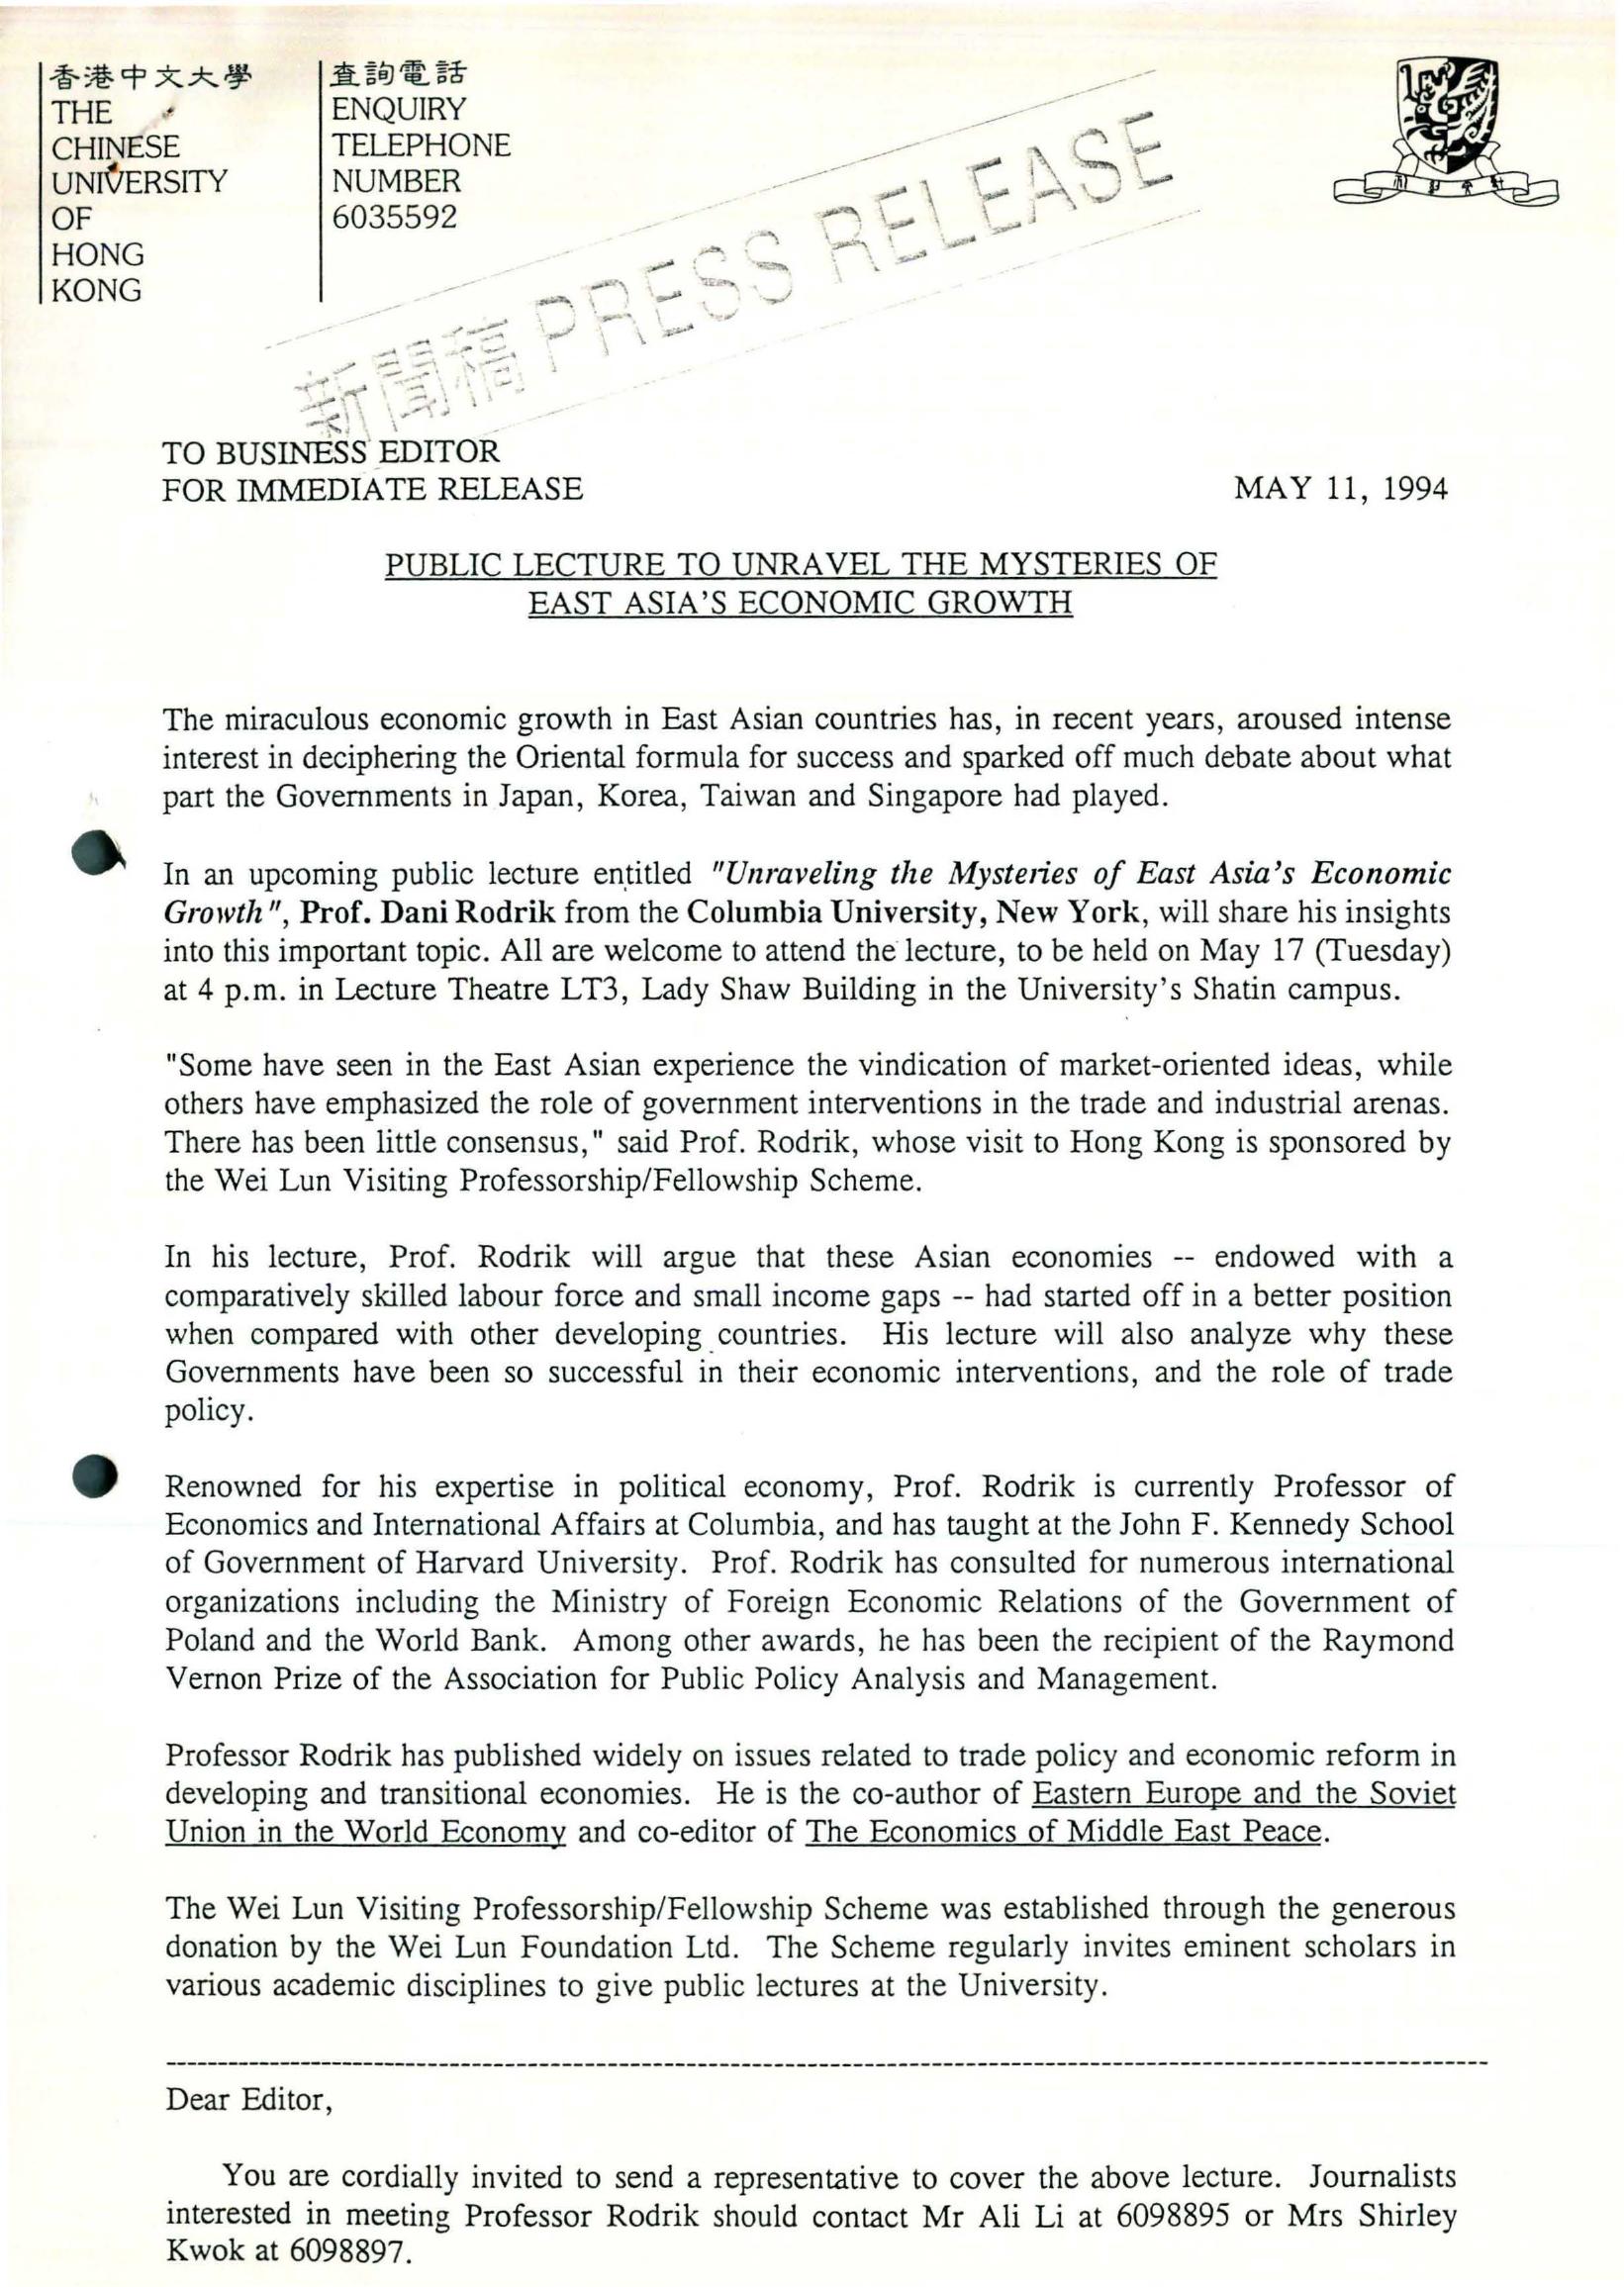 香港中文大學
THE
CHINESE
UNIVERSITY
OF
HONG
KONG
查詢電話
ENQUIRY
TELEPHONE
NUMBER
6035592
新聞稿 PRESS RELEASE
TO BUSINESS EDITOR
FOR IMMEDIATE RELEASE
MAY 11, 1994
PUBLIC LECTURE TO UNRAVEL THE MYSTERIES OF
EAST ASIA'S ECONOMIC GROWTH
The miraculous economic growth in East Asian countries has, in recent years, aroused intense
interest in deciphering the Oriental formula for success and sparked off much debate about what
part the Governments in Japan, Korea, Taiwan and Singapore had played.
In an upcoming public lecture entitled "Unraveling the Mysteries of East Asia's Economic
Growth", Prof. Dani Rodrik from the Columbia University, New York, will share his insights
into this important topic. All are welcome to attend the lecture, to be held on May 17 (Tuesday)
at 4 p.m. in Lecture Theatre LT3, Lady Shaw Building in the University's Shatin campus.
"Some have seen in the East Asian experience the vindication of market-oriented ideas, while
others have emphasized the role of government interventions in the trade and industrial arenas.
There has been little consensus," said Prof. Rodrik, whose visit to Hong Kong is sponsored by
the Wei Lun Visiting Professorship/Fellowship Scheme.
In his lecture, Prof. Rodrik will argue that these Asian economies -- endowed with a
comparatively skilled labour force and small income gaps -- had started off in a better position
when compared with other developing countries. His lecture will also analyze why these
Governments have been so successful in their economic interventions, and the role of trade
policy.
Renowned for his expertise in political economy, Prof. Rodrik is currently Professor of
Economics and International Affairs at Columbia, and has taught at the John F. Kennedy School
of Government of Harvard University. Prof. Rodrik has consulted for numerous international
organizations including the Ministry of Foreign Economic Relations of the Government of
Poland and the World Bank. Among other awards, he has been the recipient of the Raymond
Vernon Prize of the Association for Public Policy Analysis and Management.
Professor Rodrik has published widely on issues related to trade policy and economic reform in
developing and transitional economies. He is the co-author of Eastern Europe and the Soviet
Union in the World Economy and co-editor of The Economics of Middle East Peace.
The Wei Lun Visiting Professorship/Fellowship Scheme was established through the generous
donation by the Wei Lun Foundation Ltd. The Scheme regularly invites eminent scholars in
various academic disciplines to give public lectures at the University.
Dear Editor,
You are cordially invited to send a representative to cover the above lecture. Journalists
interested in meeting Professor Rodrik should contact Mr Ali Li at 6098895 or Mrs Shirley
Kwok at 6098897.